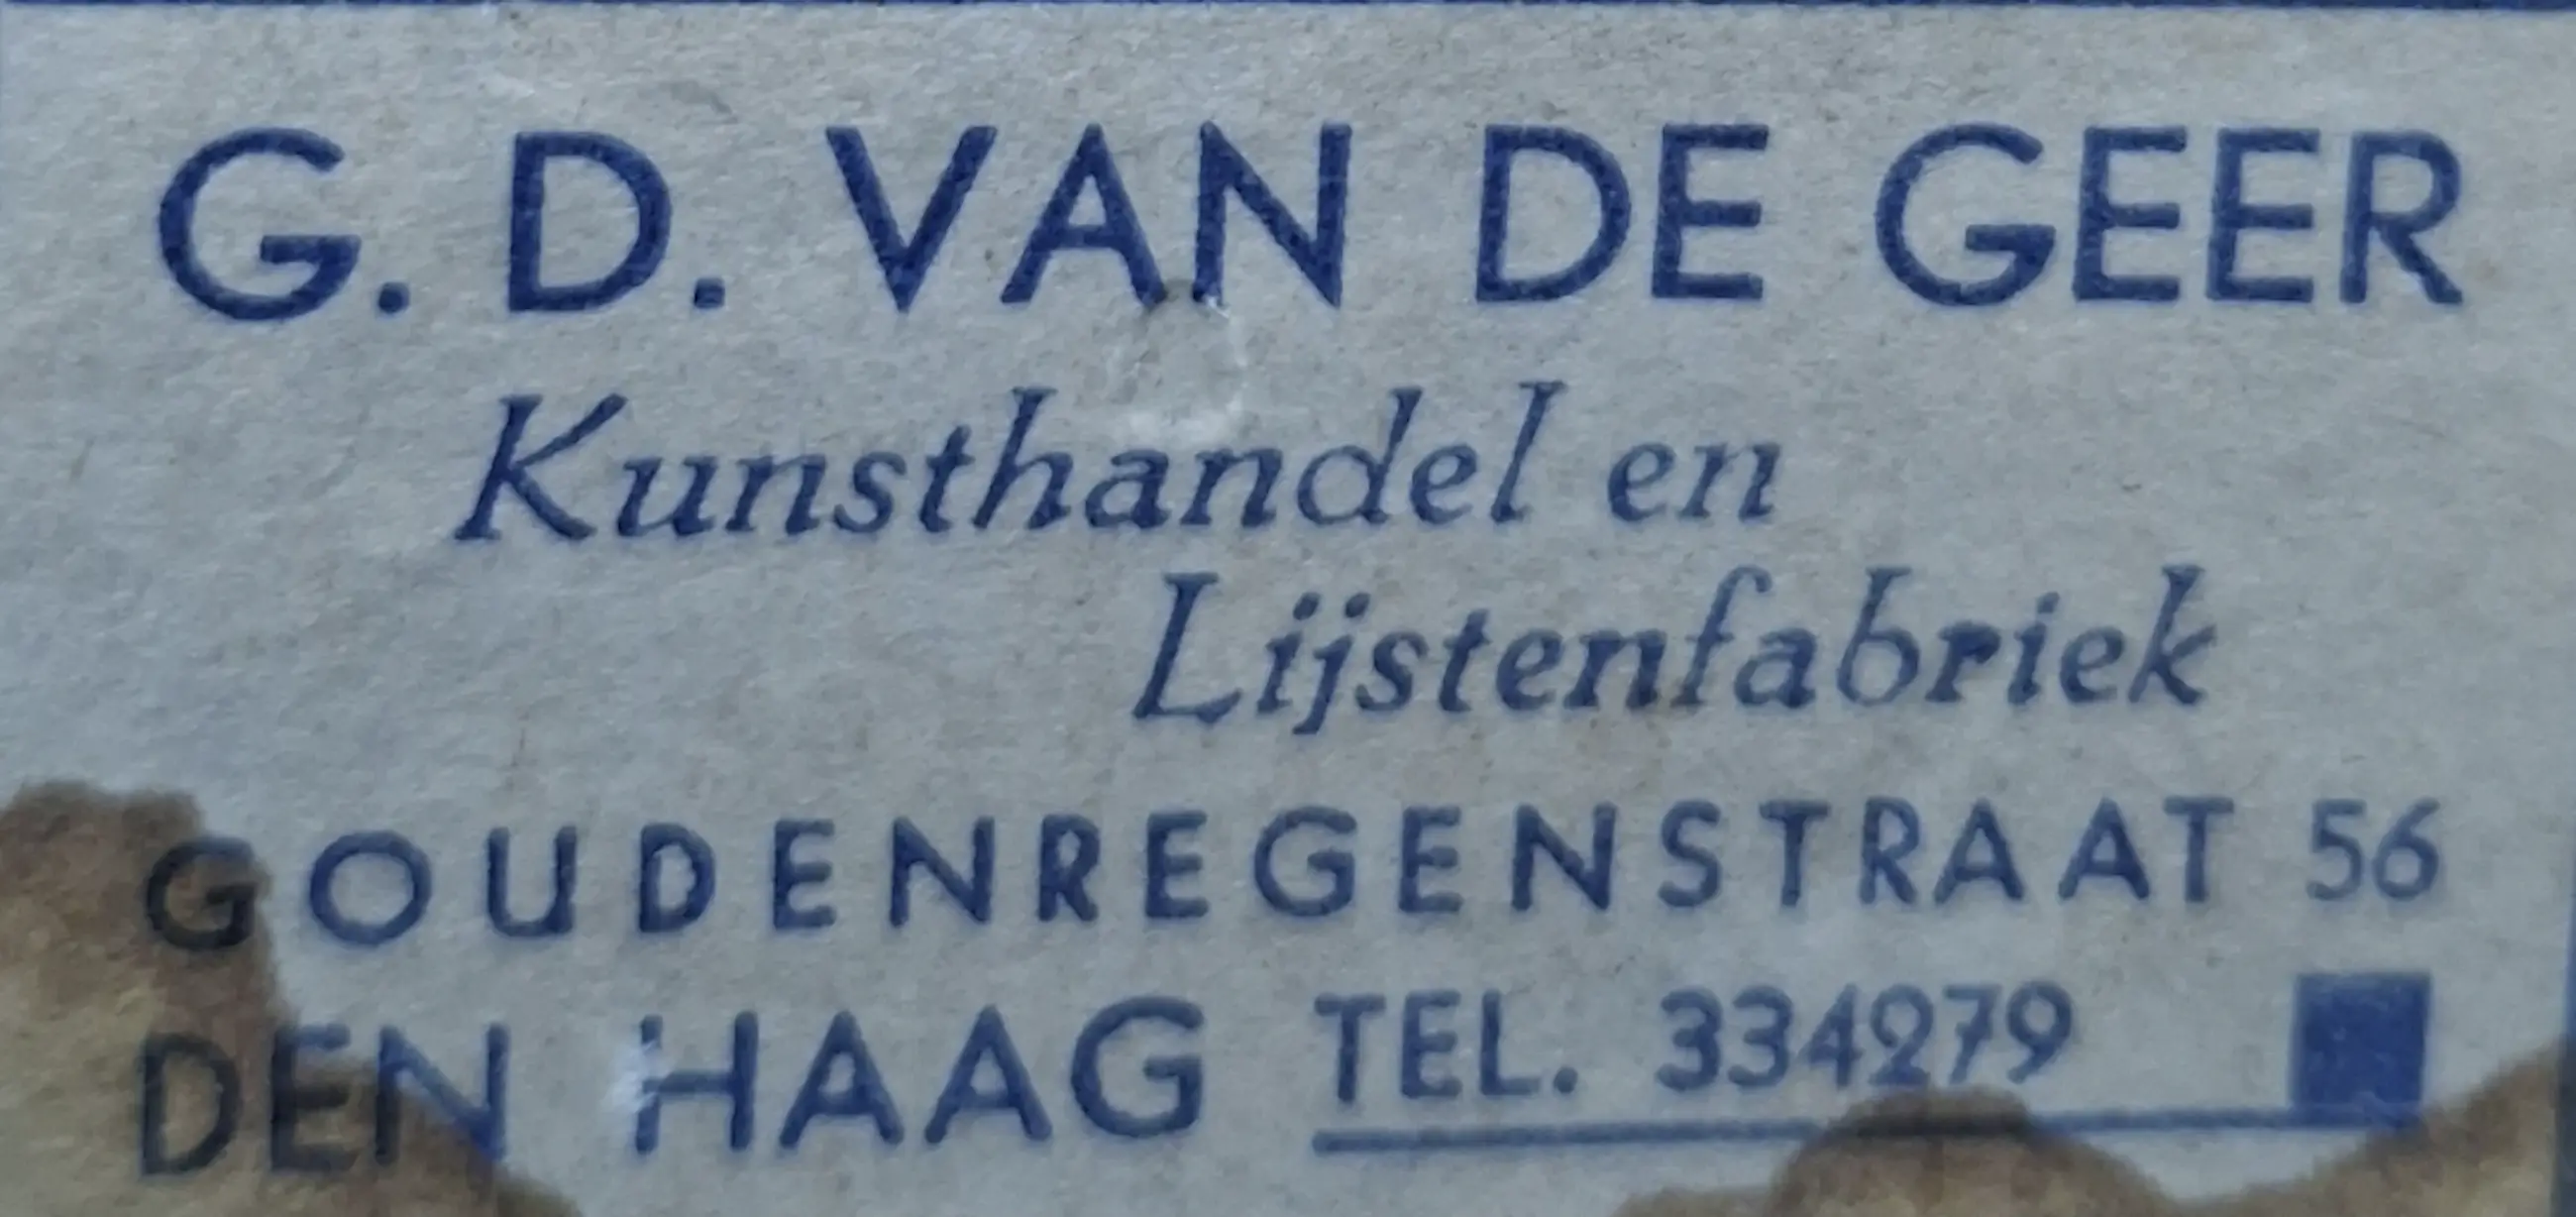 G. D. VAN DE GEER
Kunsthandel en
Lijstenfabriek
GOUDENREGENSTRAAT 56
DEN HAAG TEL. 334279